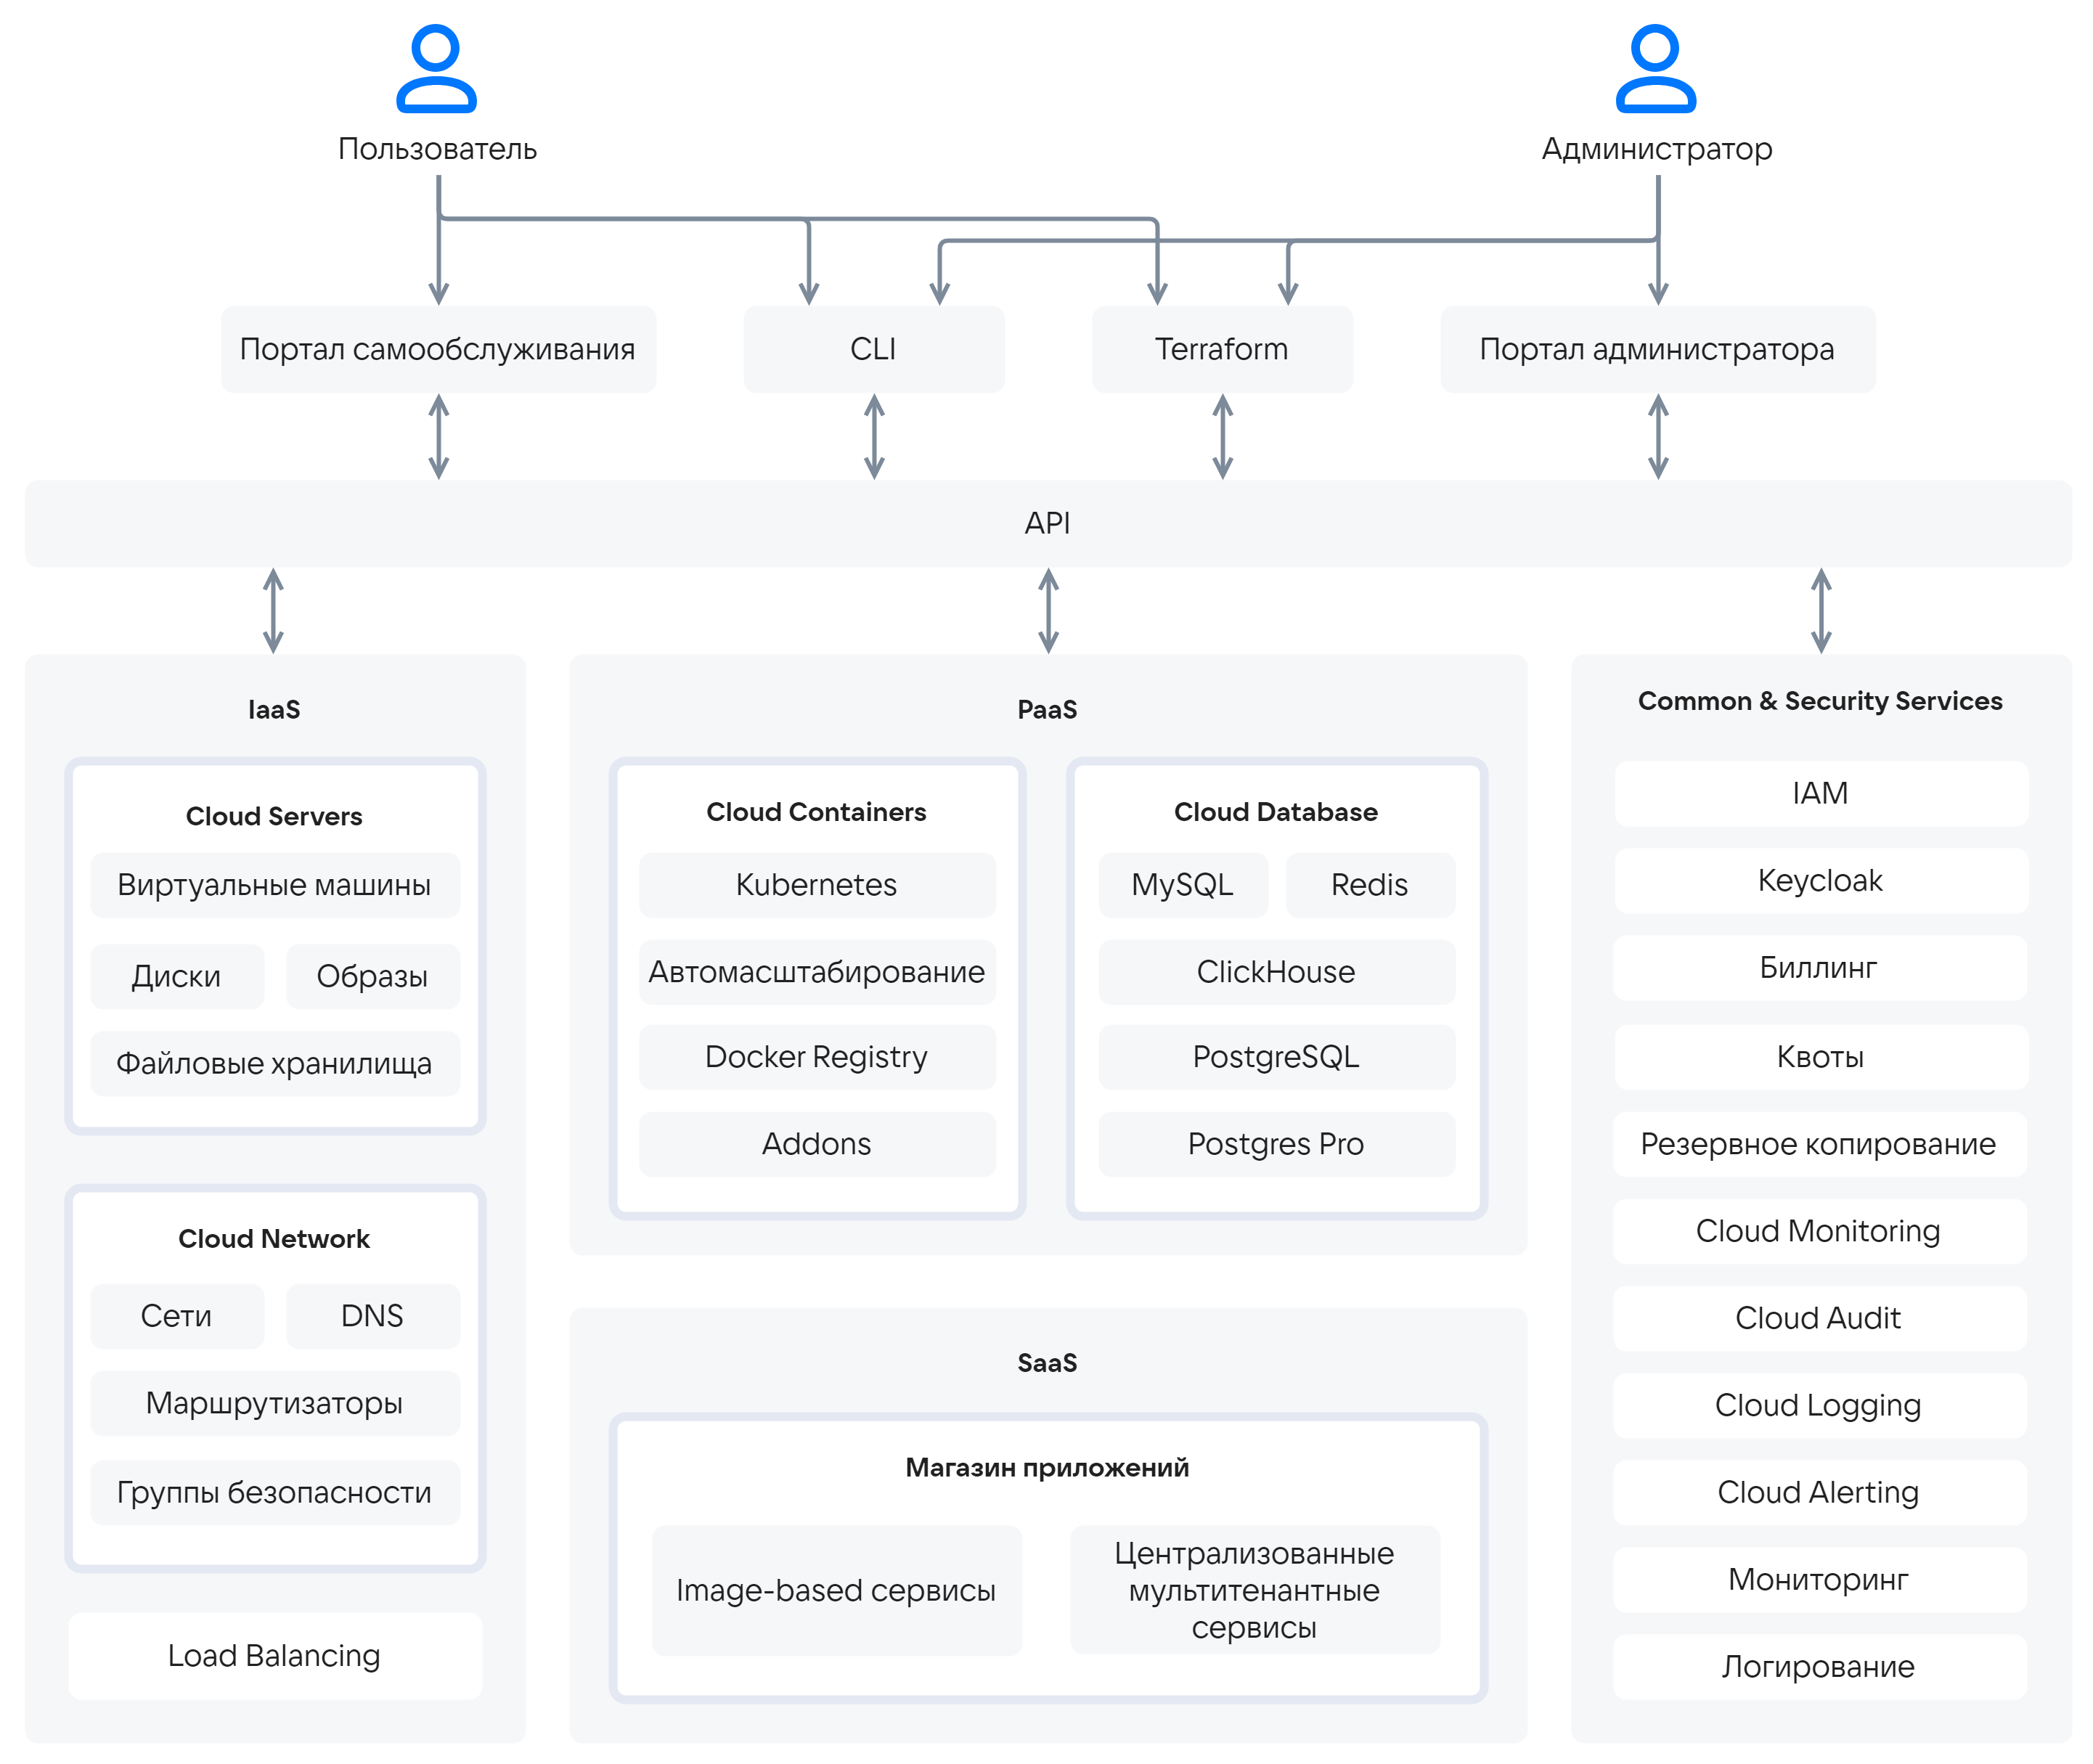 Пользователь
Администратор
Портал самообслуживания
CLI
Terraform
Портал администратора
API
IaaS
Cloud Servers
Виртуальные машины
Диски
Образы
Файловые хранилища
Cloud Network
Сети
DNS
Маршрутизаторы
Группы безопасности
Load Balancing
PaaS
Cloud Containers
Kubernetes
Автомасштабирование
Docker Registry
Addons
Cloud Database
MySQL
Redis
ClickHouse
PostgreSQL
Postgres Pro
SaaS
Магазин приложений
Image-based сервисы
Централизованные
мультитенантные
сервисы
Common & Security Services
IAM
Keycloak
Биллинг
Квоты
Резервное копирование
Cloud Monitoring
Cloud Audit
Cloud Logging
Cloud Alerting
Мониторинг
Логирование